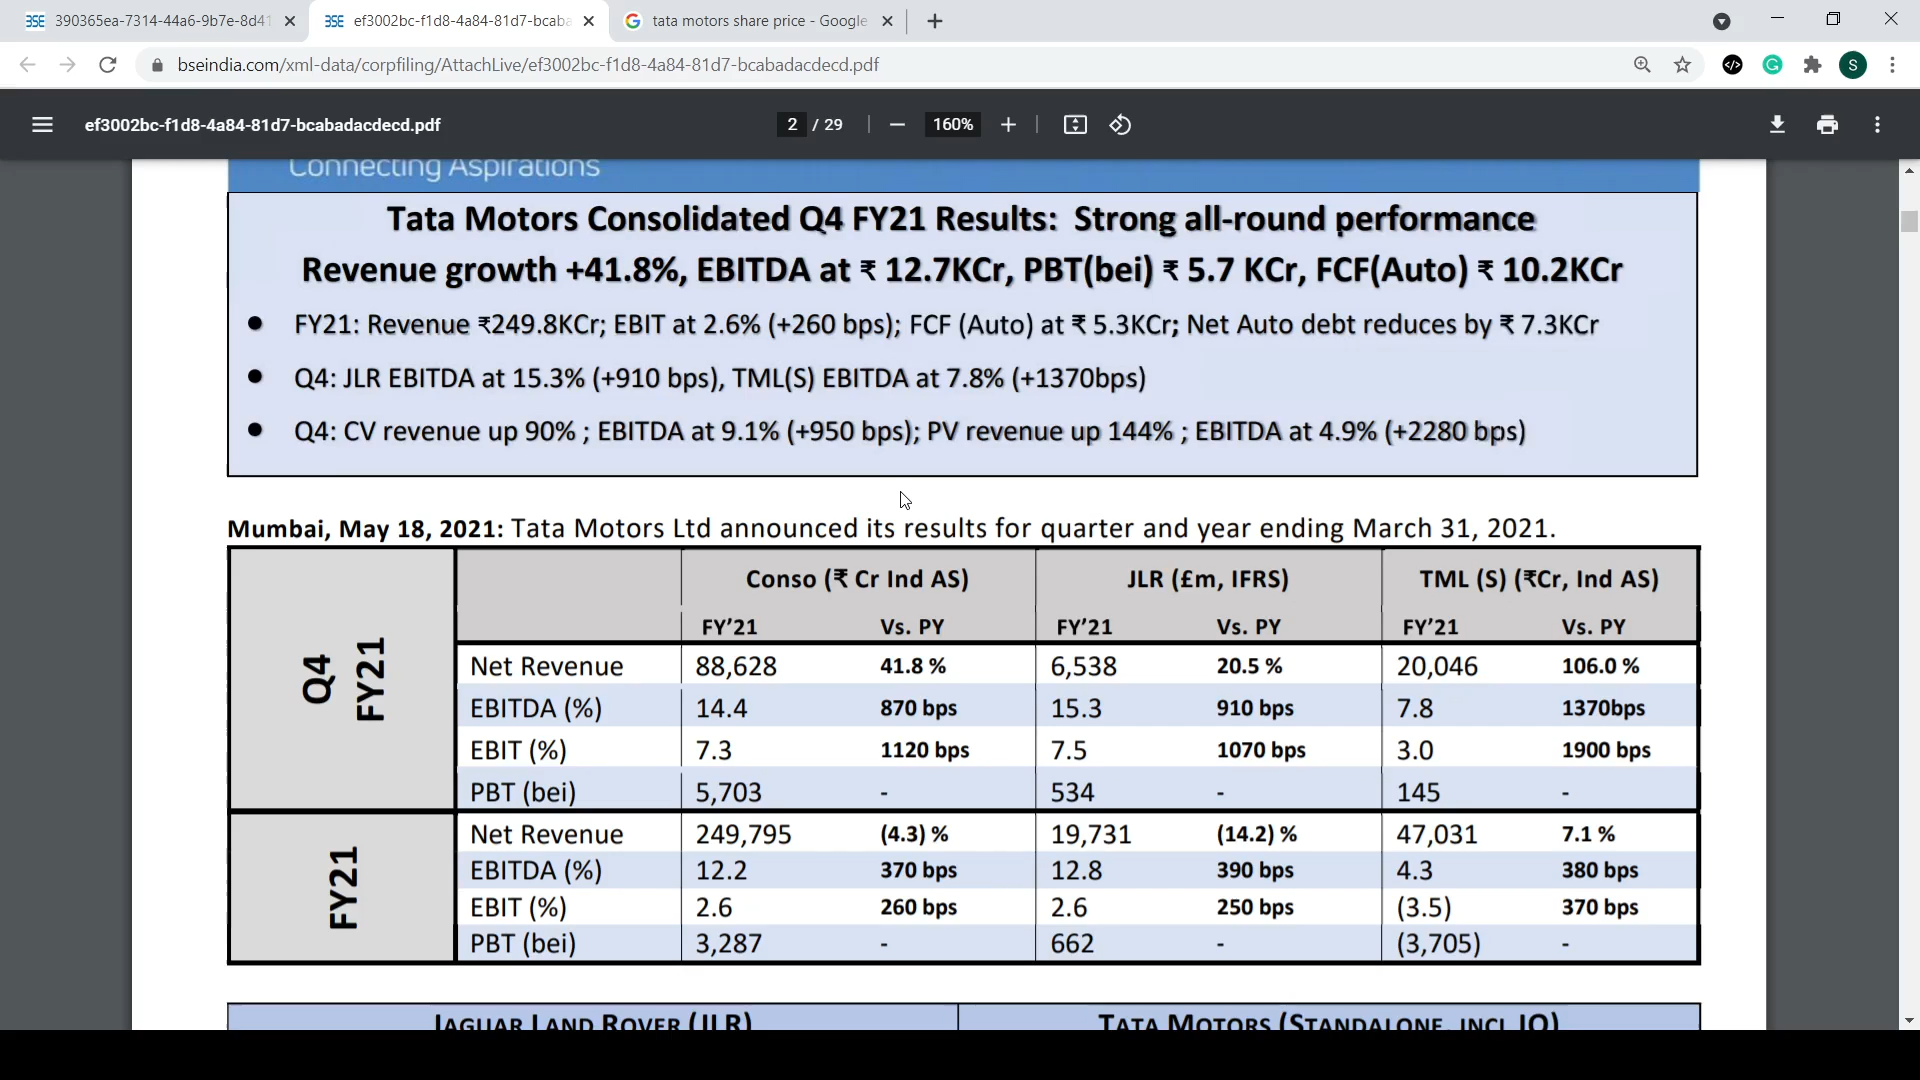 390365ea-7314-44a6-9b7e-8d41
ef3002bc-f1d8-4a84-81d7-bcaba
tata motors share price - Google
bseindia.com/xml-data/corpfiling/AttachLive/ef3002bc-f1d8-4a84-81d7-bcabadacdecd.pdf
S
ef3002bc-f1d8-4a84-81d7-bcabadacdecd.pdf
2 / 29
160%
Connecting Aspirations
Tata Motors Consolidated Q4 FY21 Results: Strong all-round performance
Revenue growth +41.8%, EBITDA at ₹ 12.7KCr, PBT(bei) ₹ 5.7 KCr, FCF(Auto) ₹ 10.2KCr
● FY21: Revenue ₹249.8KCr; EBIT at 2.6% (+260 bps); FCF (Auto) at ₹ 5.3KCr; Net Auto debt reduces by ₹ 7.3KCr
● Q4: JLR EBITDA at 15.3% (+910 bps), TML(S) EBITDA at 7.8% (+1370bps)
● Q4: CV revenue up 90% ; EBITDA at 9.1% (+950 bps); PV revenue up 144% ; EBITDA at 4.9% (+2280 bps)
Mumbai, May 18, 2021: Tata Motors Ltd announced its results for quarter and year ending March 31, 2021.
Conso (₹ Cr Ind AS) JLR (£m, IFRS) TML (S) (₹Cr, Ind AS)
FY'21 Vs. PY FY'21 Vs. PY FY'21 Vs. PY
Q4 FY21
Net Revenue 88,628 41.8 % 6,538 20.5 % 20,046 106.0 %
EBITDA (%) 14.4 870 bps 15.3 910 bps 7.8 1370bps
EBIT (%) 7.3 1120 bps 7.5 1070 bps 3.0 1900 bps
PBT (bei) 5,703 - 534 - 145 -
FY21
Net Revenue 249,795 (4.3) % 19,731 (14.2) % 47,031 7.1 %
EBITDA (%) 12.2 370 bps 12.8 390 bps 4.3 380 bps
EBIT (%) 2.6 260 bps 2.6 250 bps (3.5) 370 bps
PBT (bei) 3,287 - 662 - (3,705) -
JAGUAR LAND ROVER (JLR) TATA MOTORS (STANDALONE, INCL JO)